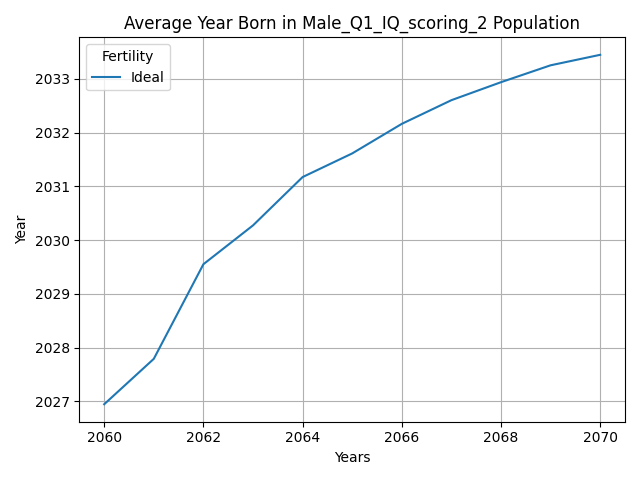 Average Year Born in Male_Q1_IQ_scoring_2 Population
Fertility
Ideal
Year
2033
2032
2031
2030
2029
2028
2027
2060 2062 2064 2066 2068 2070
Years